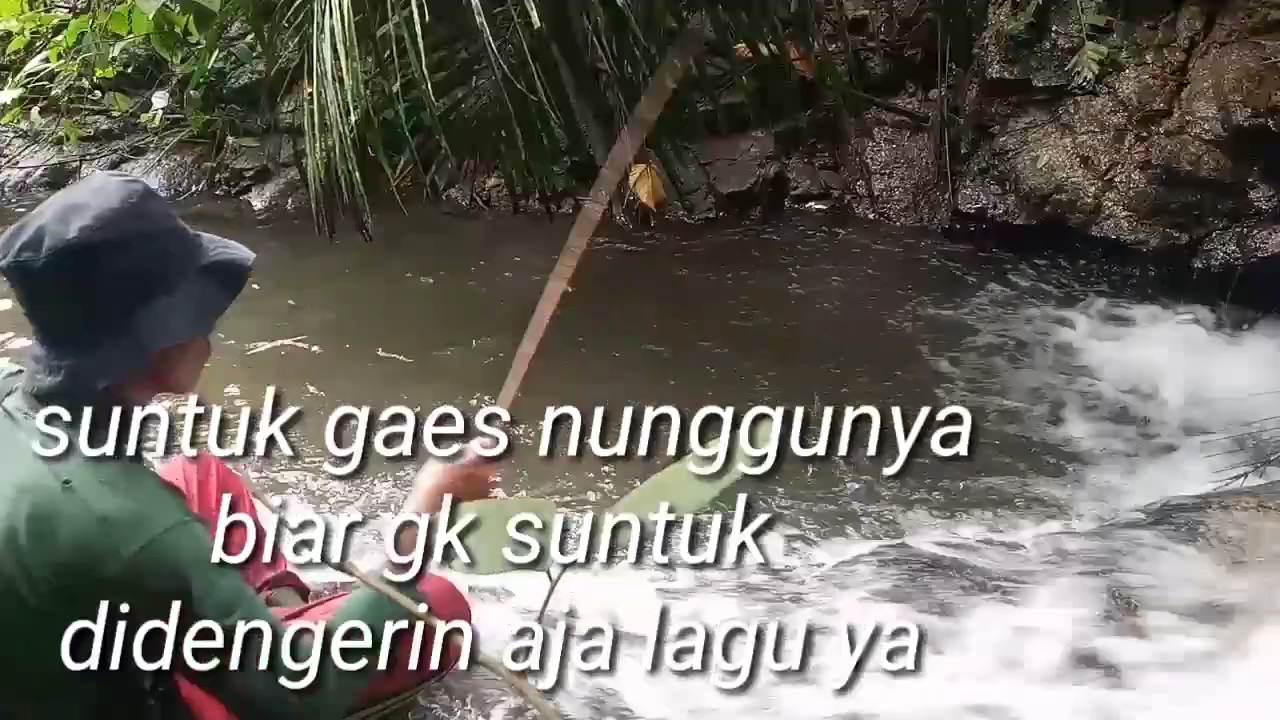 suntuk gaes nunggunya
biar gk suntuk
didengerin aja lagu ya